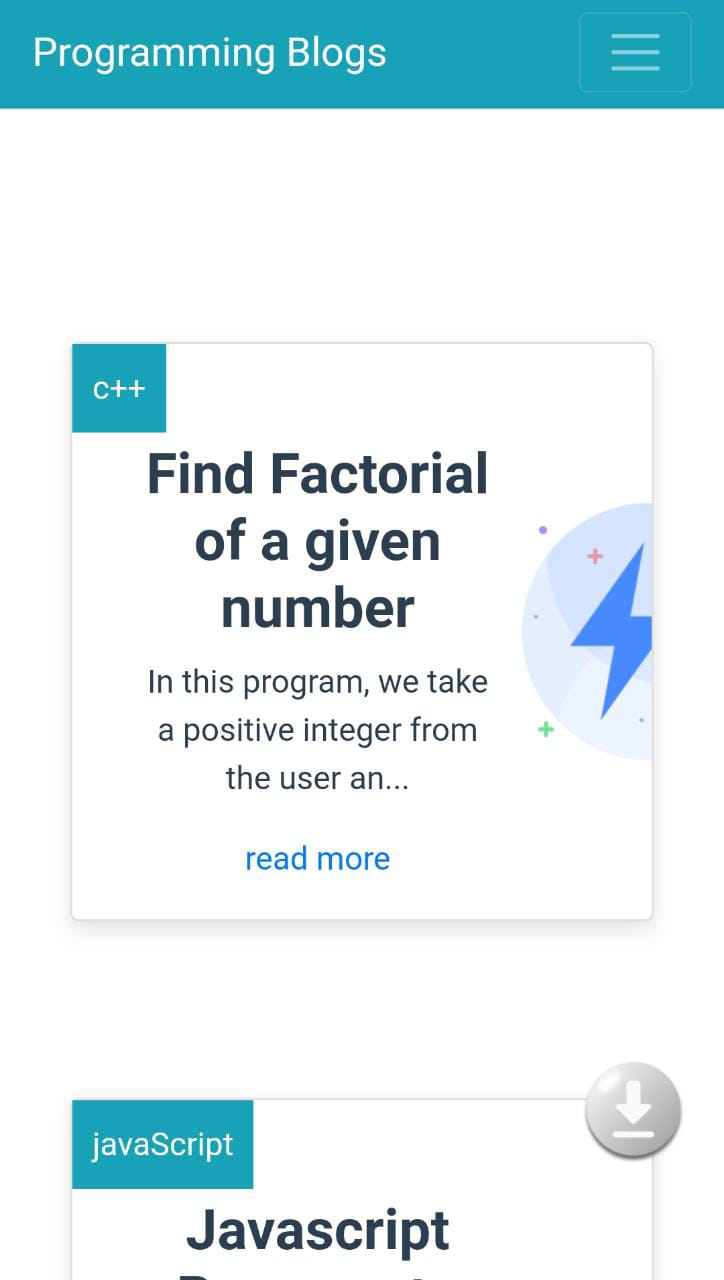 Programming Blogs
c++
Find Factorial
of a given
number
In this program, we take
a positive integer from
the user an...
read more
javaScript
Javascript